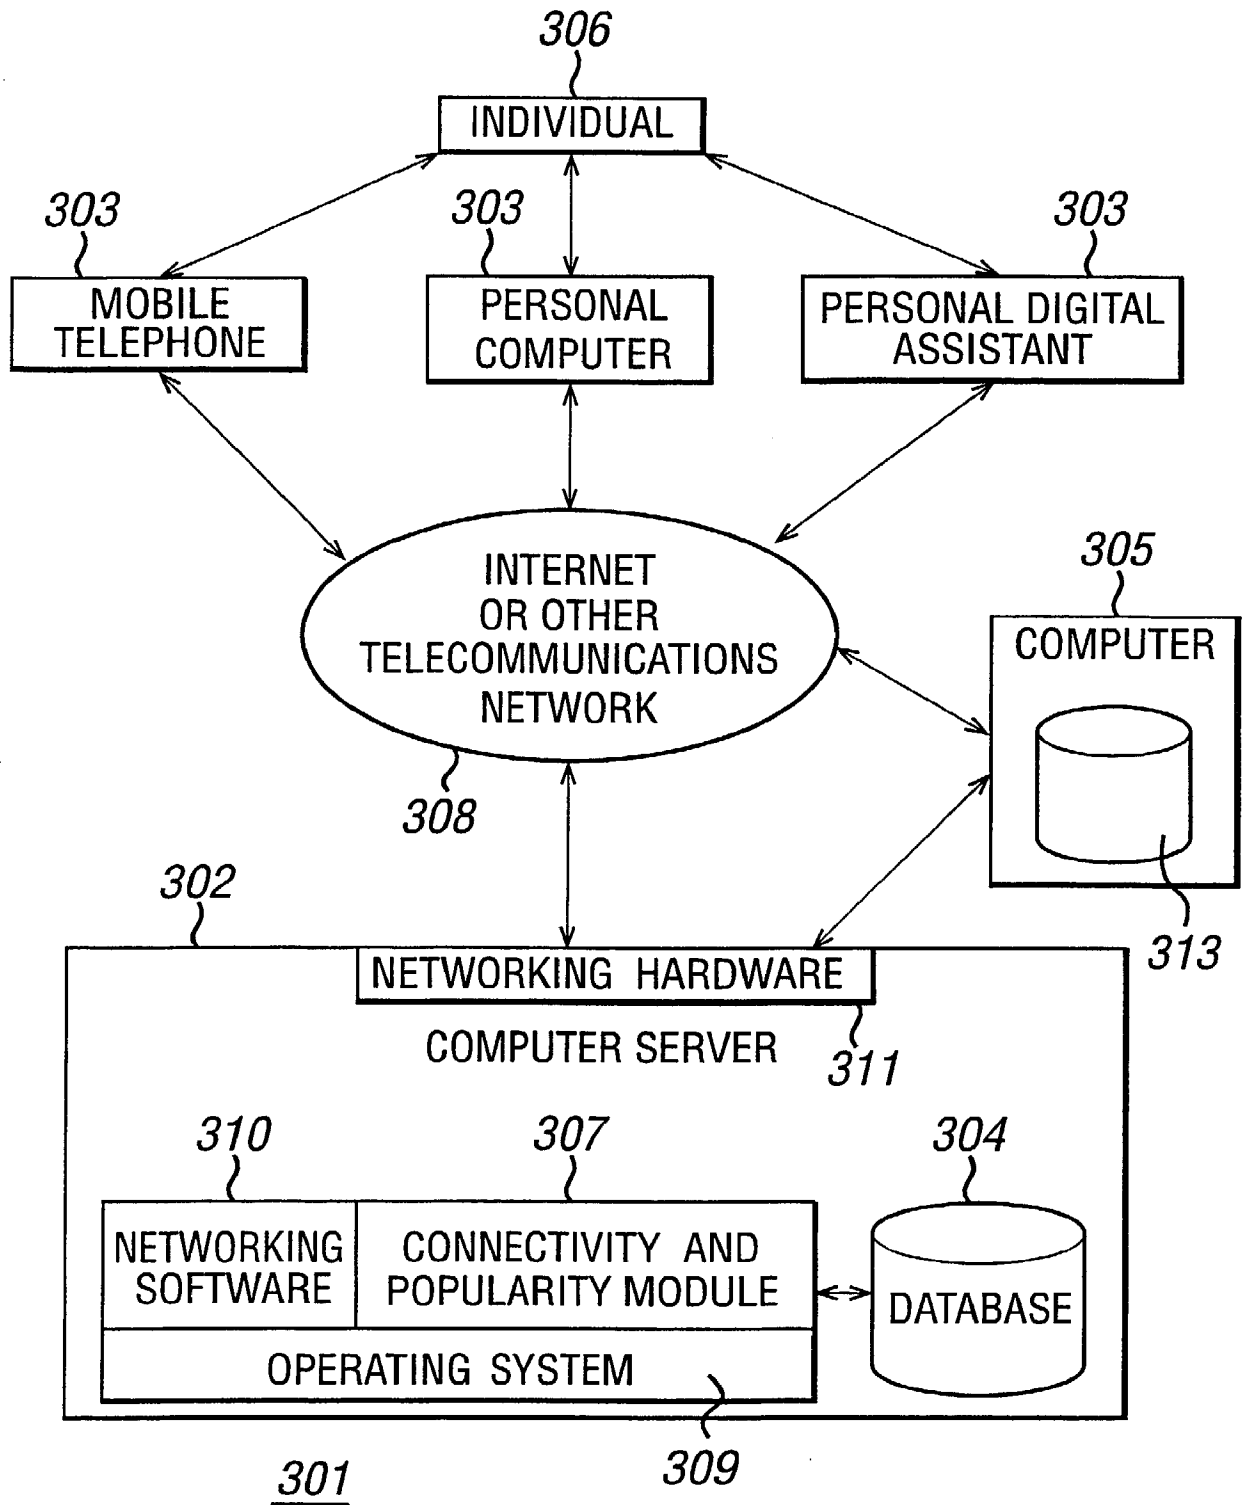 306
INDIVIDUAL
303
303
303
MOBILE
TELEPHONE
PERSONAL
COMPUTER
PERSONAL DIGITAL
ASSISTANT
INTERNET
OR OTHER
TELECOMMUNICATIONS
NETWORK
308
305
COMPUTER
313
302
NETWORKING HARDWARE
311
COMPUTER SERVER
310
307
304
NETWORKING
SOFTWARE
CONNECTIVITY AND
POPULARITY MODULE
DATABASE
OPERATING SYSTEM
309
301